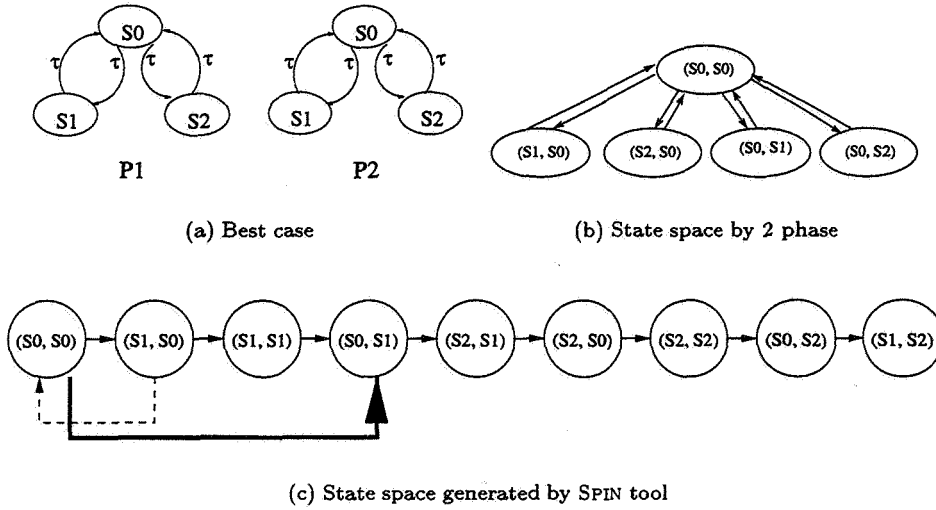 S0
τ τ τ τ
S1 S2
P1
S0
τ τ τ τ
S1 S2
P2
(a) Best case
(S0, S0)
(S1, S0) (S2, S0) (S0, S1) (S0, S2)
(b) State space by 2 phase
(S0, S0) (S1, S0) (S1, S1) (S0, S1) (S2, S1) (S2, S0) (S2, S2) (S0, S2) (S1, S2)
(c) State space generated by SPIN tool